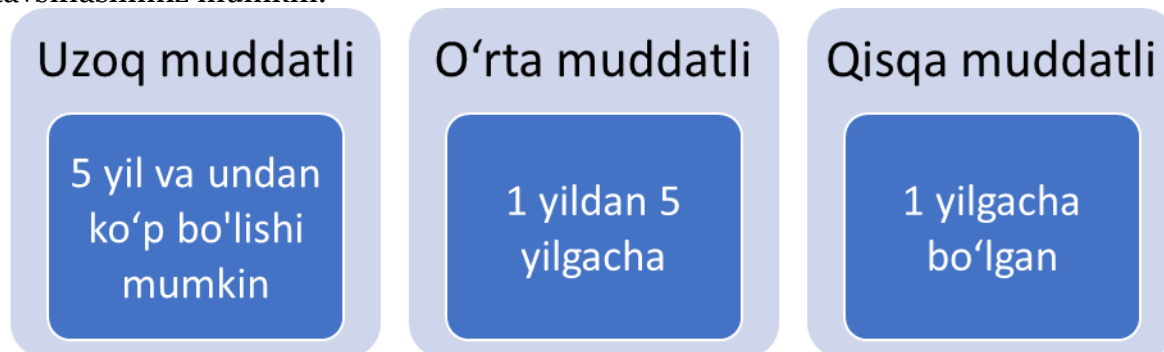 mumkin.
Uzoq muddatli
5 yil va undan
ko‘p bo'lishi
mumkin
O‘rta muddatli
1 yildan 5
yilgacha
Qisqa muddatli
1 yilgacha
bo‘lgan